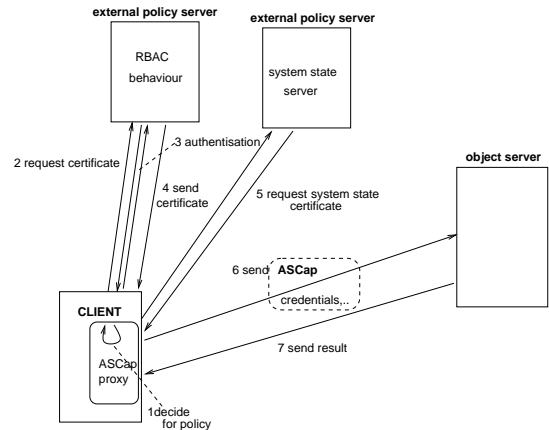 external policy server
external policy server
RBAC
behaviour
system state
server
2 request certificate
3 authentisation
object server
4 send
certificate
5 request system state
certificate
6 send
ASCap
credentials,..
CLIENT
7 send result
ASCap
proxy
1decide
for policy